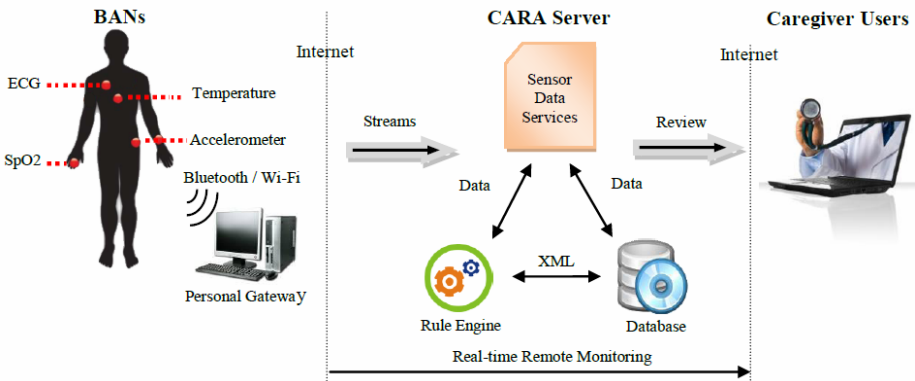 BANs
CARA Server
Caregiver Users
Internet
Internet
ECG
Temperature
Accelerometer
SpO2
Bluetooth / Wi-Fi
Personal Gateway
Streams
Sensor
Data
Services
Review
Data
Data
XML
Rule Engine
Database
Real-time Remote Monitoring